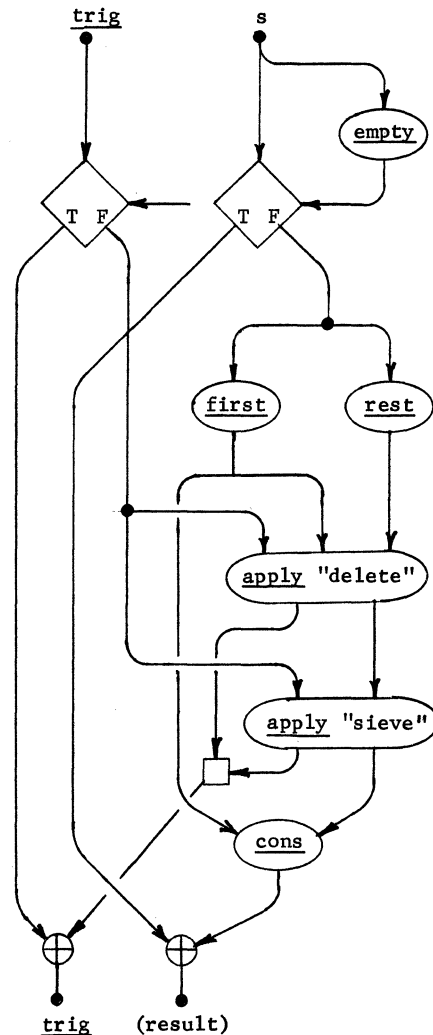 trig s
empty
T F T F
first rest
apply "delete"
apply "sieve"
cons
trig (result)